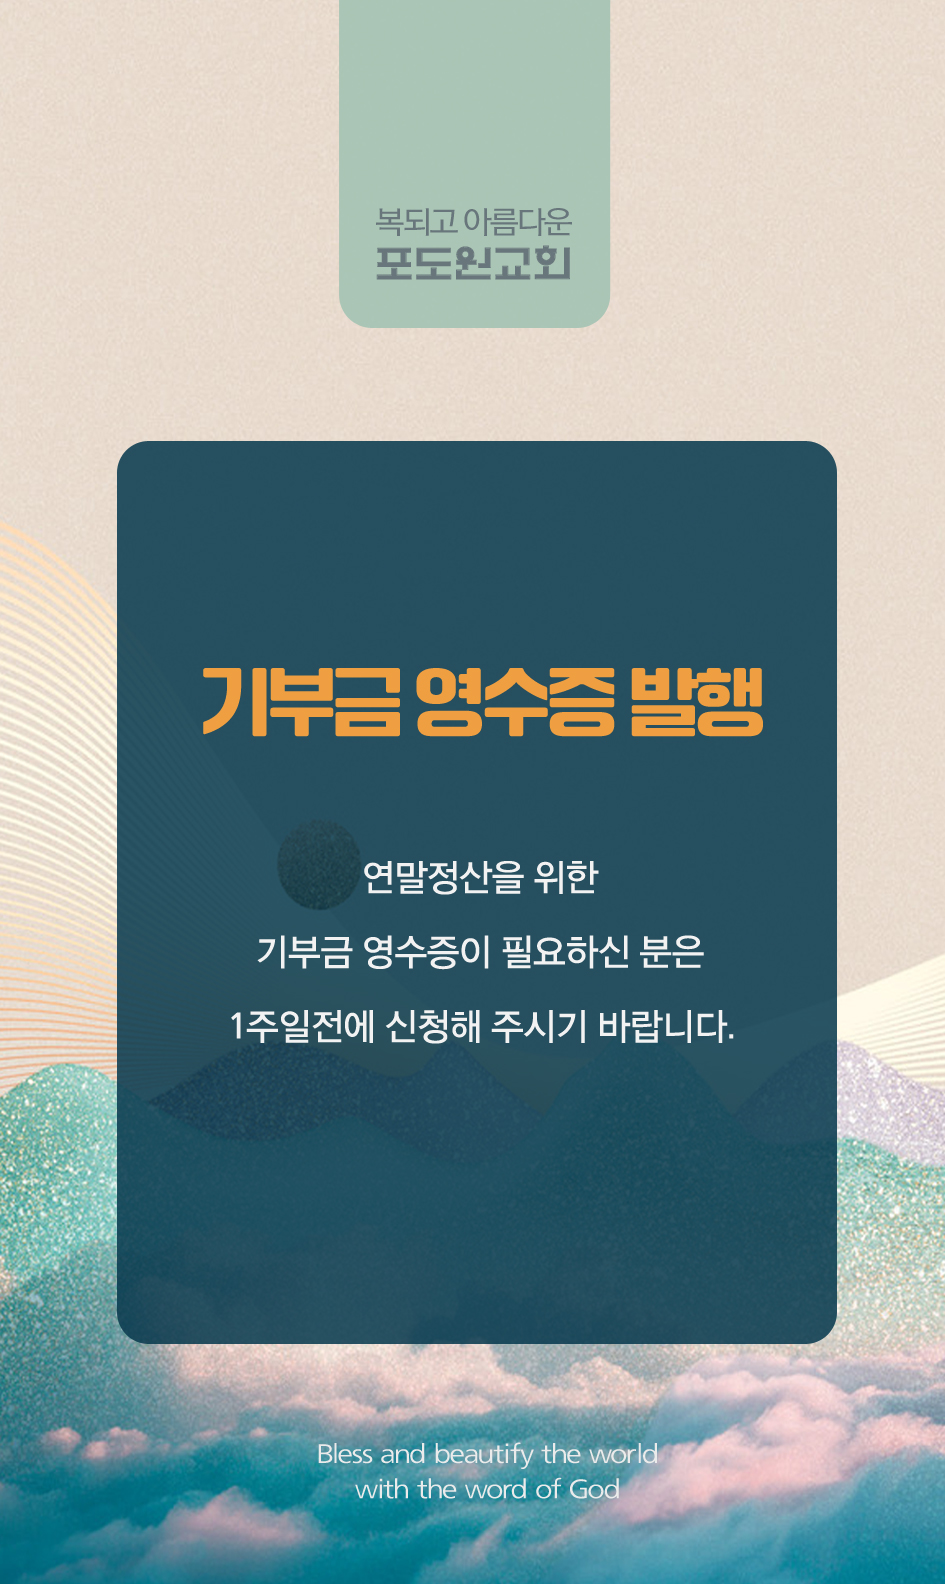 복되고 아름다운
포도원교회
기부금 영수증 발행
연말정산을 위한
기부금 영수증이 필요하신 분은
1주일전에 신청해 주시기 바랍니다.
Bless and beautify the world
with the word of God